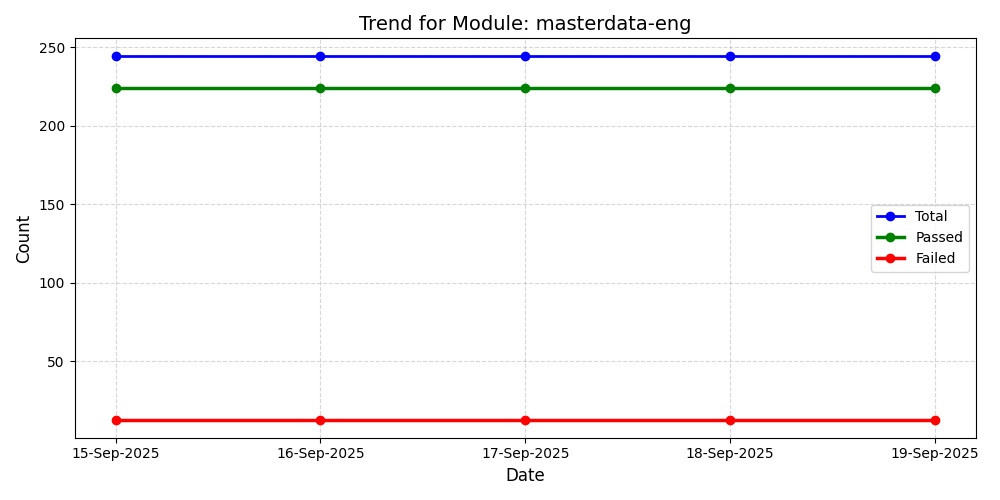 Trend for Module: masterdata-eng
250
200
150
100
50
Count
Total
Passed
Failed
15-Sep-2025
16-Sep-2025
17-Sep-2025
18-Sep-2025
19-Sep-2025
Date